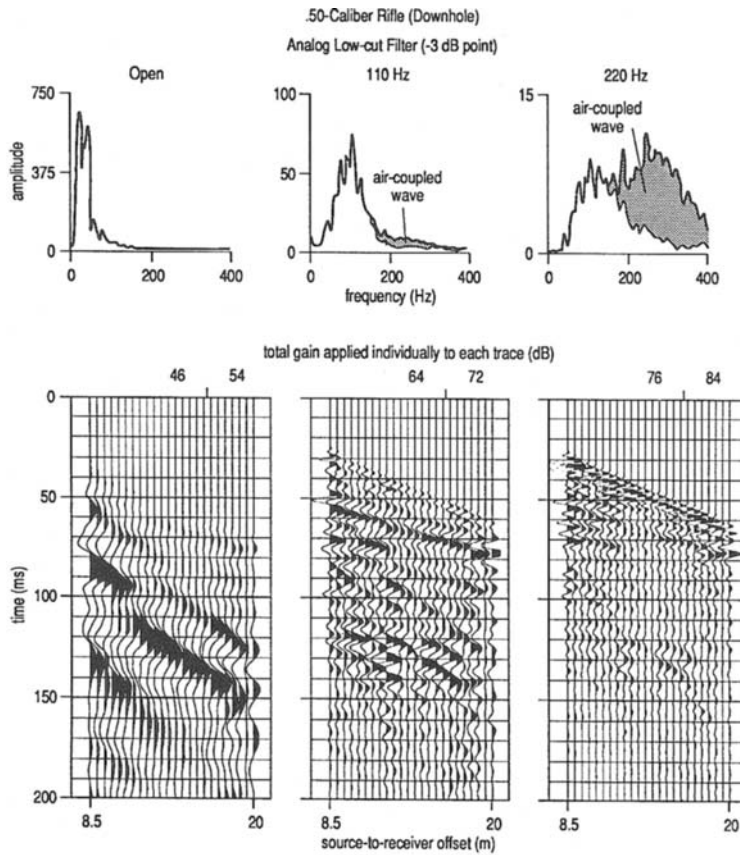 .50-Caliber Rifle (Downhole)
Analog Low-cut Filter (-3 dB point)
Open
110 Hz
220 Hz
750
375
0
amplitude
0
200
400
100
50
0
air-coupled
wave
0
200
400
frequency (Hz)
15
0
air-coupled
wave
0
200
400
total gain applied individually to each trace (dB)
46
54
64
72
76
84
0
50
100
150
200
time (ms)
8.5
20
8.5
20
8.5
20
source-to-receiver offset (m)